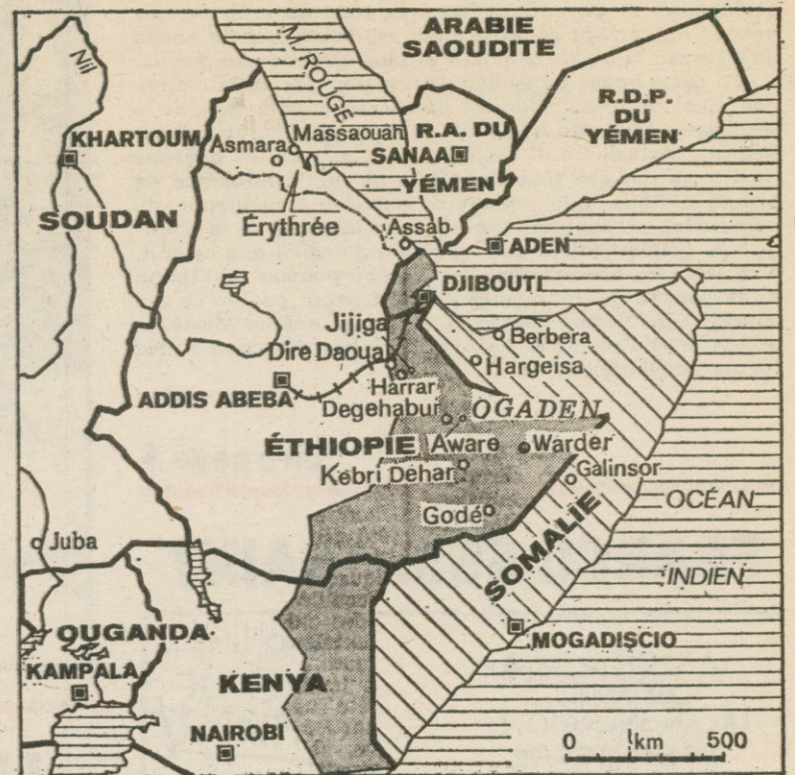 ARABIE
SAOUDITE
M. ROUGE
Nil
R.D.P.
DU
YÉMEN
KHARTOUM
Asmara
Massaouah
R.A. DU
SANAA
YÉMEN
SOUDAN
Érythrée
Assab
ADEN
DJIBOUTI
Jijiga
Berbera
Diré Daoua
Hargeisa
Harrar
ADDIS ABEBA
Degehabur
OGADEN
ÉTHIOPIE
Aware
Warder
Kebri Dehar
Galinsor
Godé
OCÉAN
SOMALIE
Juba
INDIEN
OUGANDA
MOGADISCIO
KAMPALA
KENYA
NAIROBI
0 km 500